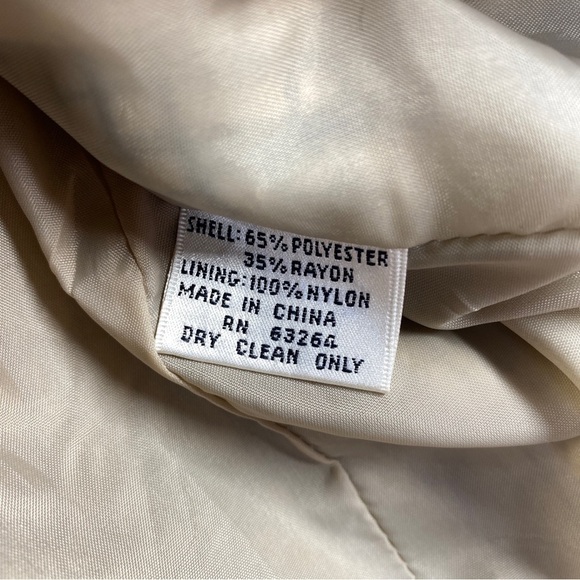 SHELL: 65% POLYESTER
35% RAYON
LINING: 100% NYLON
MADE IN CHINA
RN 63264
DRY CLEAN ONLY